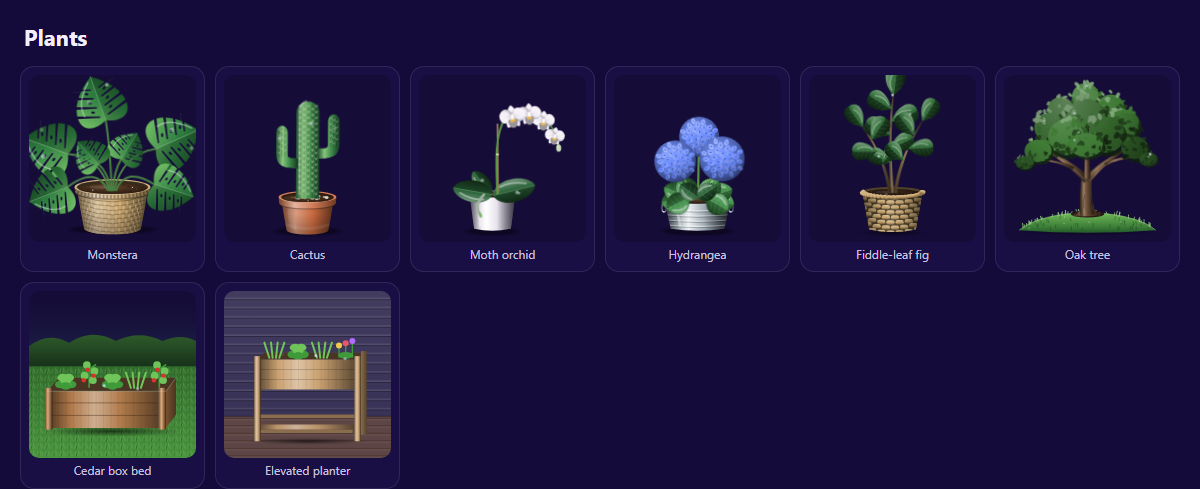 Plants
Monstera
Cactus
Moth orchid
Hydrangea
Fiddle-leaf fig
Oak tree
Cedar box bed
Elevated planter